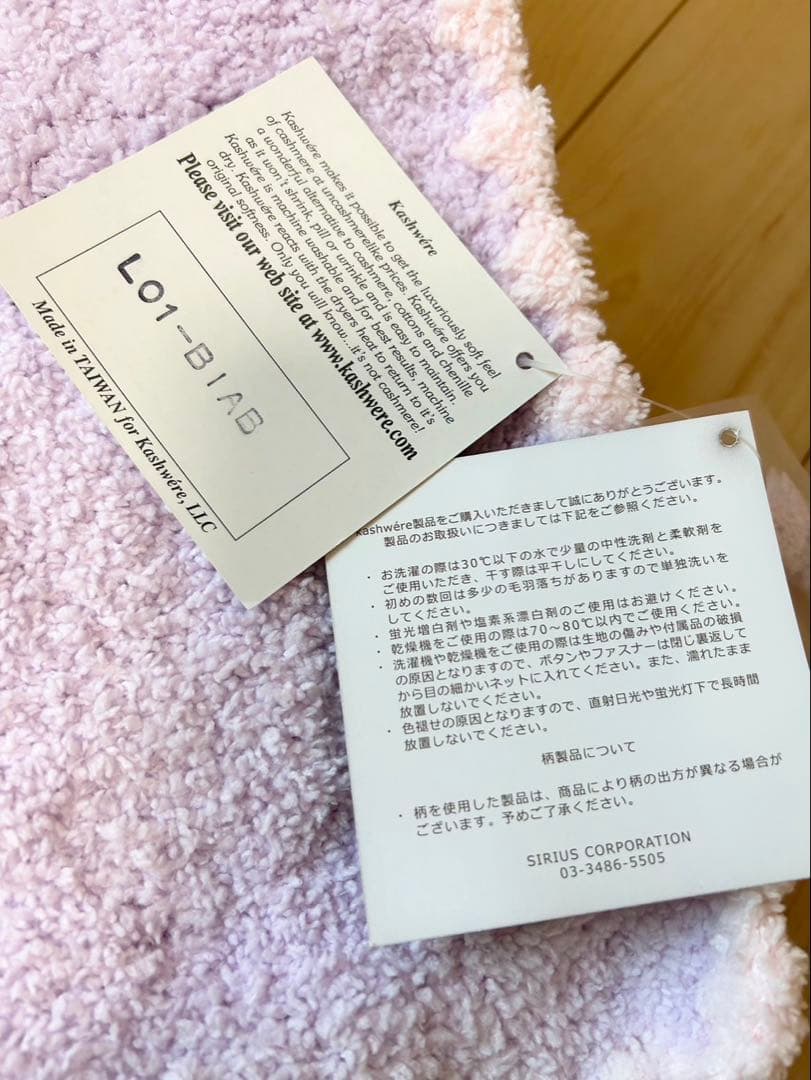 Kashwére
Kashwére makes it possible to get the luxuriously soft feel
of cashmere at uncashmerelike prices. Kashwére offers you
a wonderful alternative to cashmere, cottons and chenille
as it won't shrink, pill or wrinkle and is easy to maintain.
Kashwére is machine washable and for best results, machine
dry. Kashwére reacts with the dryers heat to return to it's
original softness. Only you will know...it's not cashmere!
Please visit our web site at www.kashwere.com
L01-BIAB
Made in TAIWAN for Kashwére, LLC
kashwére製品をご購入いただきまして誠にありがとうございます。
製品のお取扱いにつきましては下記をご参照ください。
・お洗濯の際は30℃以下の水で少量の中性洗剤と柔軟剤を
ご使用いただき、干す際は平干しにしてください。
・初めの数回は多少の毛羽落ちがありますので単独洗いを
してください。
・蛍光増白剤や塩素系漂白剤のご使用はお避けください。
・乾燥機をご使用の際は70～80℃以内でご使用ください。
・洗濯機や乾燥機をご使用の際は生地の傷みや付属品の破損
の原因となりますので、ボタンやファスナーは閉じ裏返して
から目の細かいネットに入れてください。また、濡れたまま
放置しないでください。
・色褪せの原因となりますので、直射日光や蛍光灯下で長時間
放置しないでください。
柄製品について
・柄を使用した製品は、商品により柄の出方が異なる場合が
ございます。予めご了承ください。
SIRIUS CORPORATION
03-3486-5505